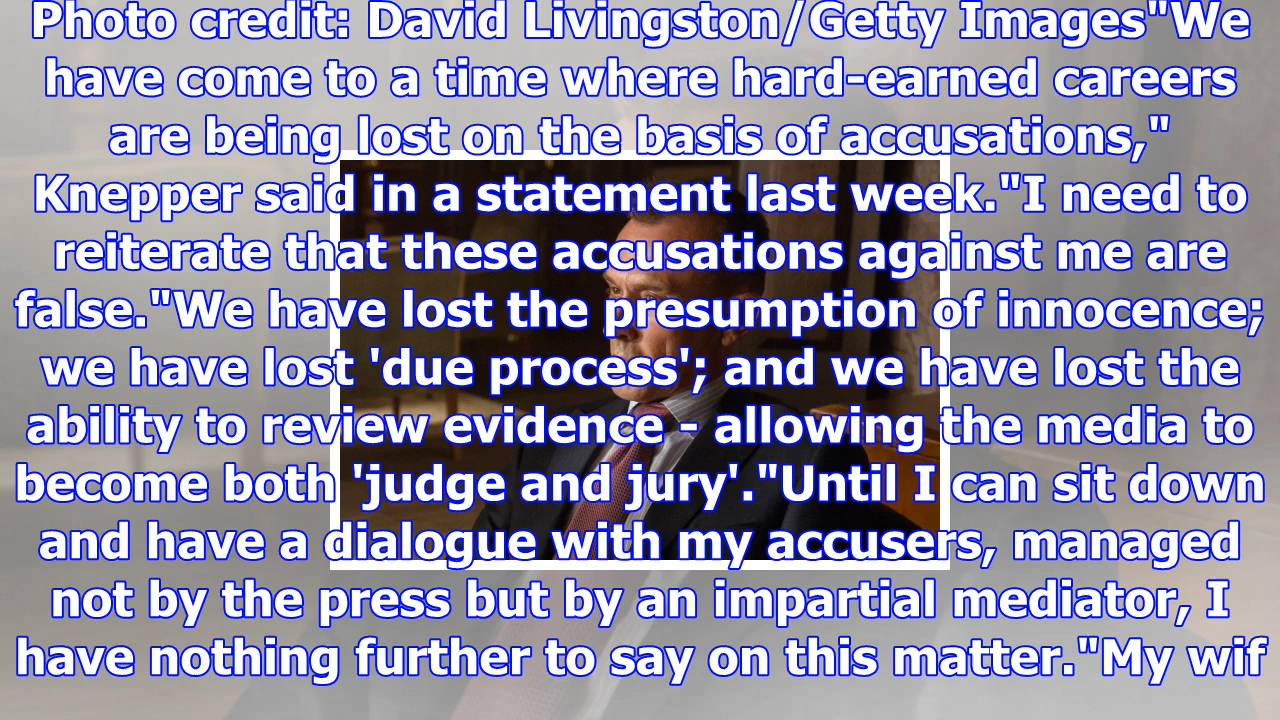 Photo credit: David Livingston/Getty Images"We
have come to a time where hard-earned careers
are being lost on the basis of accusations,"
Knepper said in a statement last week."I need to
reiterate that these accusations against me are
false."We have lost the presumption of innocence;
we have lost 'due process'; and we have lost the
ability to review evidence - allowing the media to
become both 'judge and jury'."Until I can sit down
and have a dialogue with my accusers, managed
not by the press but by an impartial mediator, I
have nothing further to say on this matter."My wif